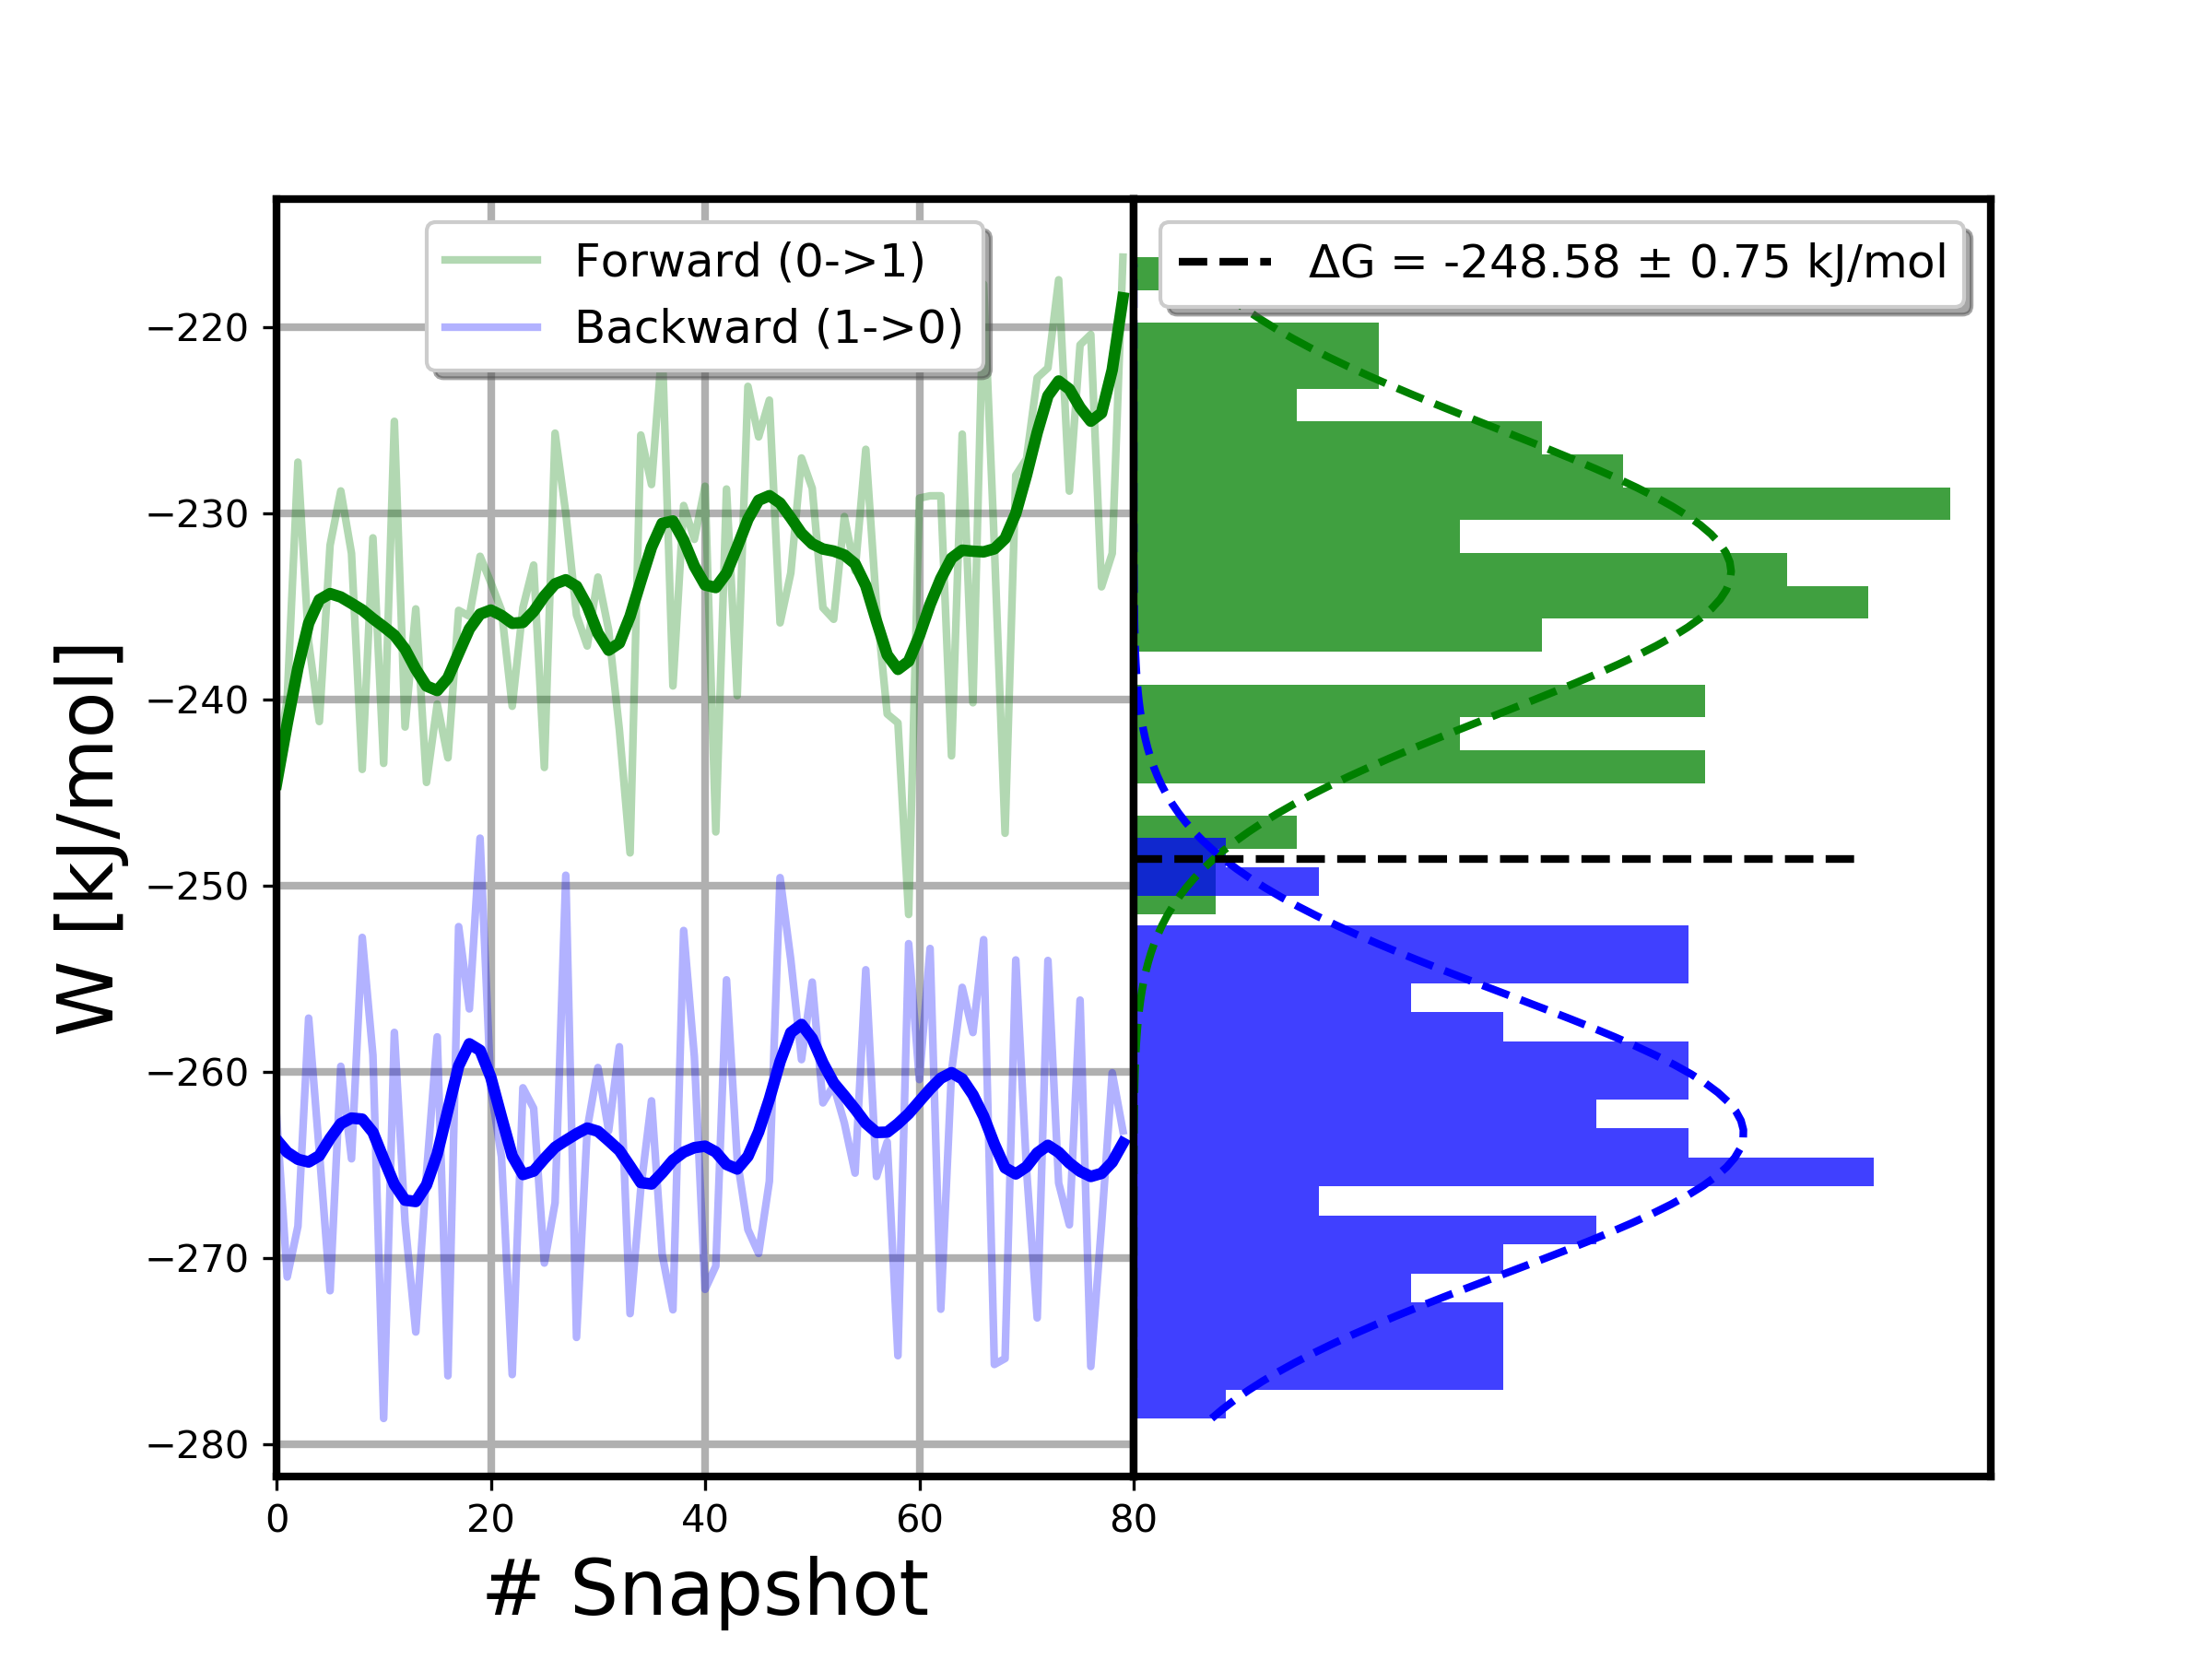 Forward (0->1)
Backward (1->0)
ΔG = -248.58 ± 0.75 kJ/mol
W [kJ/mol]
−220
−230
−240
−250
−260
−270
−280
0 20 40 60 80
# Snapshot